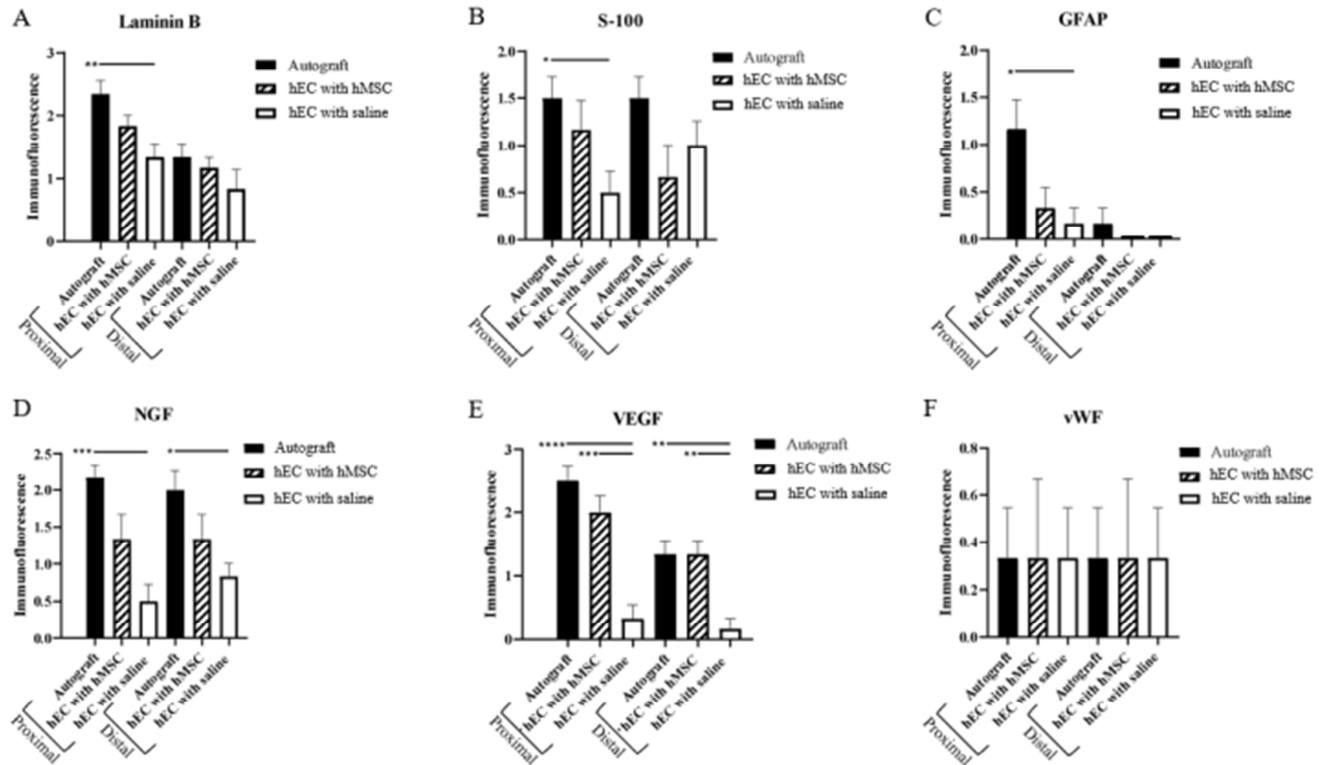 A
Laminin B
Immunofluorescence
3
2
1
0
**
Autograft
hEC with hMSC
hEC with saline
Autograft
hEC with hMSC
hEC with saline
Autograft
hEC with hMSC
hEC with saline
Proximal
Distal
B
S-100
Immunofluorescence
2.0
1.5
1.0
0.5
0.0
*
Autograft
hEC with hMSC
hEC with saline
Autograft
hEC with hMSC
hEC with saline
Autograft
hEC with hMSC
hEC with saline
Proximal
Distal
C
GFAP
Immunofluorescence
2.0
1.5
1.0
0.5
0.0
*
Autograft
hEC with hMSC
hEC with saline
Autograft
hEC with hMSC
hEC with saline
Autograft
hEC with hMSC
hEC with saline
Proximal
Distal
D
NGF
Immunofluorescence
2.5
2.0
1.5
1.0
0.5
0.0
***
*
Autograft
hEC with hMSC
hEC with saline
Autograft
hEC with hMSC
hEC with saline
Autograft
hEC with hMSC
hEC with saline
Proximal
Distal
E
VEGF
Immunofluorescence
3
2
1
0
****
***
**
**
Autograft
hEC with hMSC
hEC with saline
Autograft
hEC with hMSC
hEC with saline
Autograft
hEC with hMSC
hEC with saline
Proximal
Distal
F
vWF
Immunofluorescence
0.8
0.6
0.4
0.2
0.0
Autograft
hEC with hMSC
hEC with saline
Autograft
hEC with hMSC
hEC with saline
Autograft
hEC with hMSC
hEC with saline
Proximal
Distal